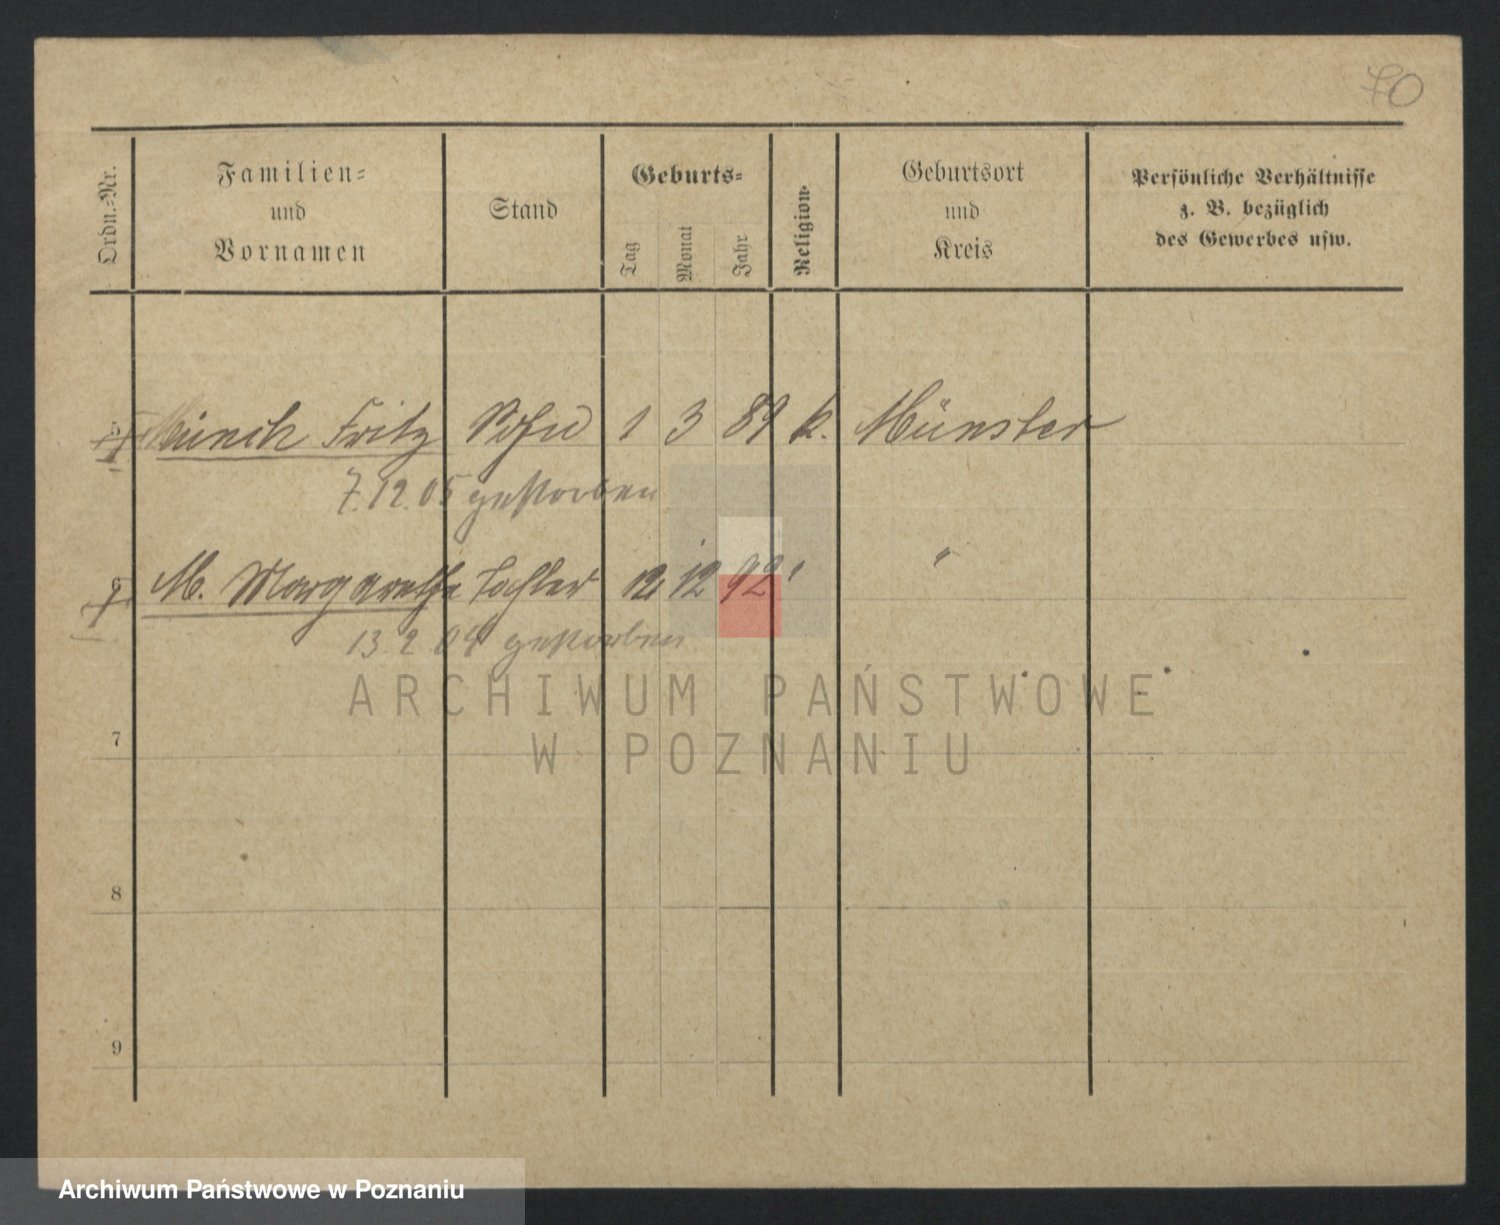 70
Ordn.-Nr.
Familien-
und
Vornamen
Stand
Geburts-
Tag
Monat
Jahr
Religion
Geburtsort
und
Kreis
Persönliche Verhältnisse
z. B. bezüglich
des Gewerbes usw.
5 Münch Fritz Sohn 1 3 89 k. Münster
7.12.05 gestorben
6 M. Margarethe Tochter 12 12 92 " "
13 2 04 gestorben
ARCHIWUM PAŃSTWOWE
W POZNANIU
7
8
9
Archiwum Państwowe w Poznaniu